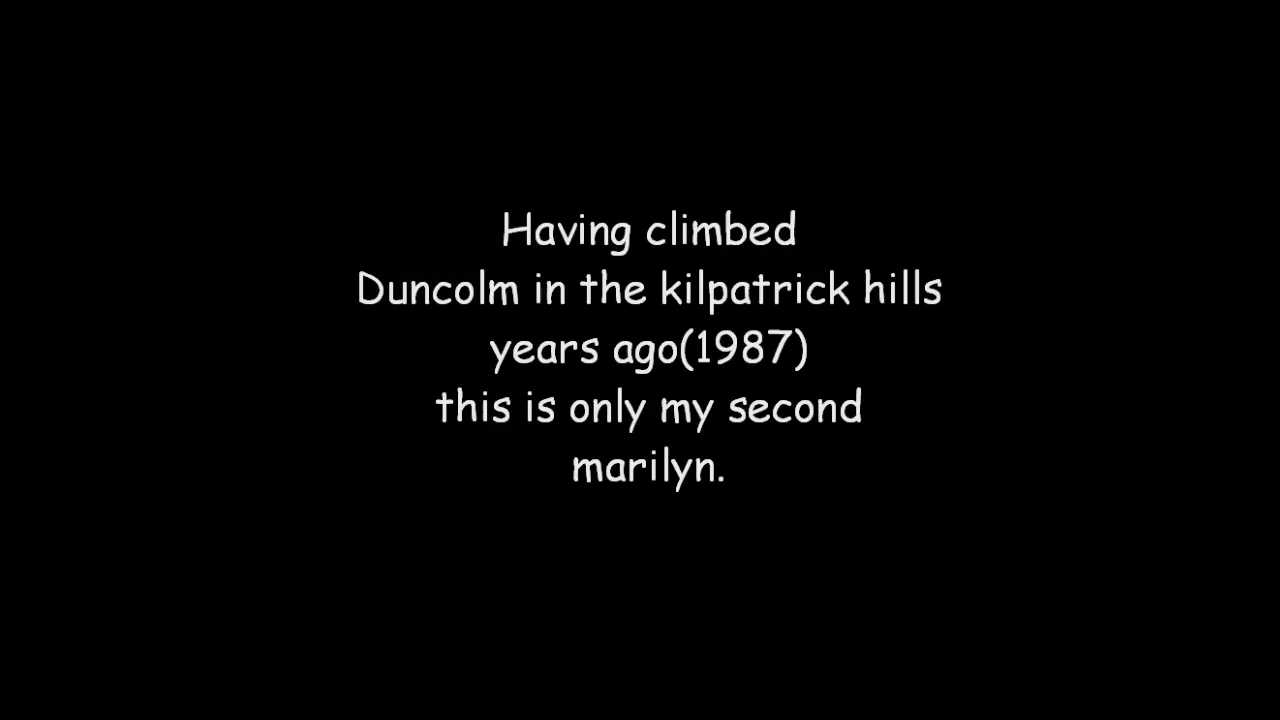 Having climbed
Duncolm in the kilpatrick hills
years ago(1987)
this is only my second
marilyn.